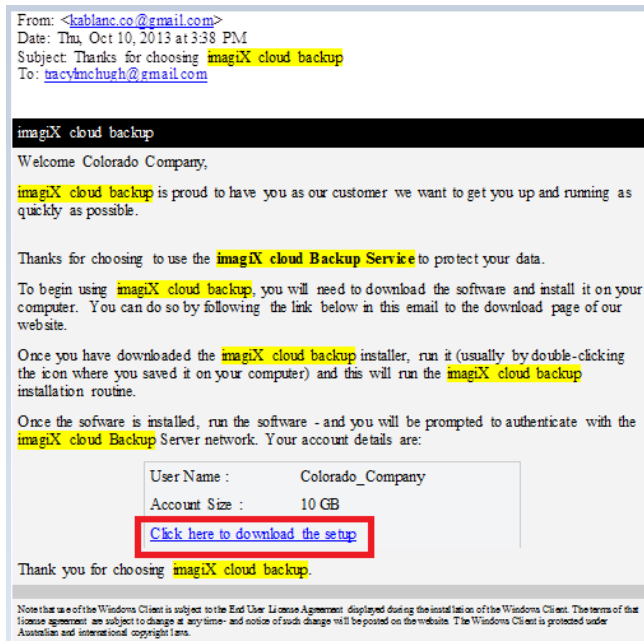 From: <kablanc.co@gmail.com>
Date: Thu, Oct 10, 2013 at 3:38 PM
Subject: Thanks for choosing imagiX cloud backup
To: tracylmchugh@gmail.com
imagiX cloud backup
Welcome Colorado Company,
imagiX cloud backup is proud to have you as our customer we want to get you up and running as
quickly as possible.
Thanks for choosing to use the imagiX cloud Backup Service to protect your data.
To begin using imagiX cloud backup, you will need to download the software and install it on your
computer. You can do so by following the link below in this email to the download page of our
website.
Once you have downloaded the imagiX cloud backup installer, run it (usually by double-clicking
the icon where you saved it on your computer) and this will run the imagiX cloud backup
installation routine.
Once the sofware is installed, run the software - and you will be prompted to authenticate with the
imagiX cloud Backup Server network. Your account details are:
User Name : Colorado_Company
Account Size : 10 GB
Click here to download the setup
Thank you for choosing imagiX cloud backup.
Note that use of the Windows Client is subject to the End User License Agreement displayed during the installation of the Windows Client. The terms of that
license agreement are subject to change at any time- and notice of such change will be posted on the website. The Windows Client is protected under
Australian and international copyright laws.